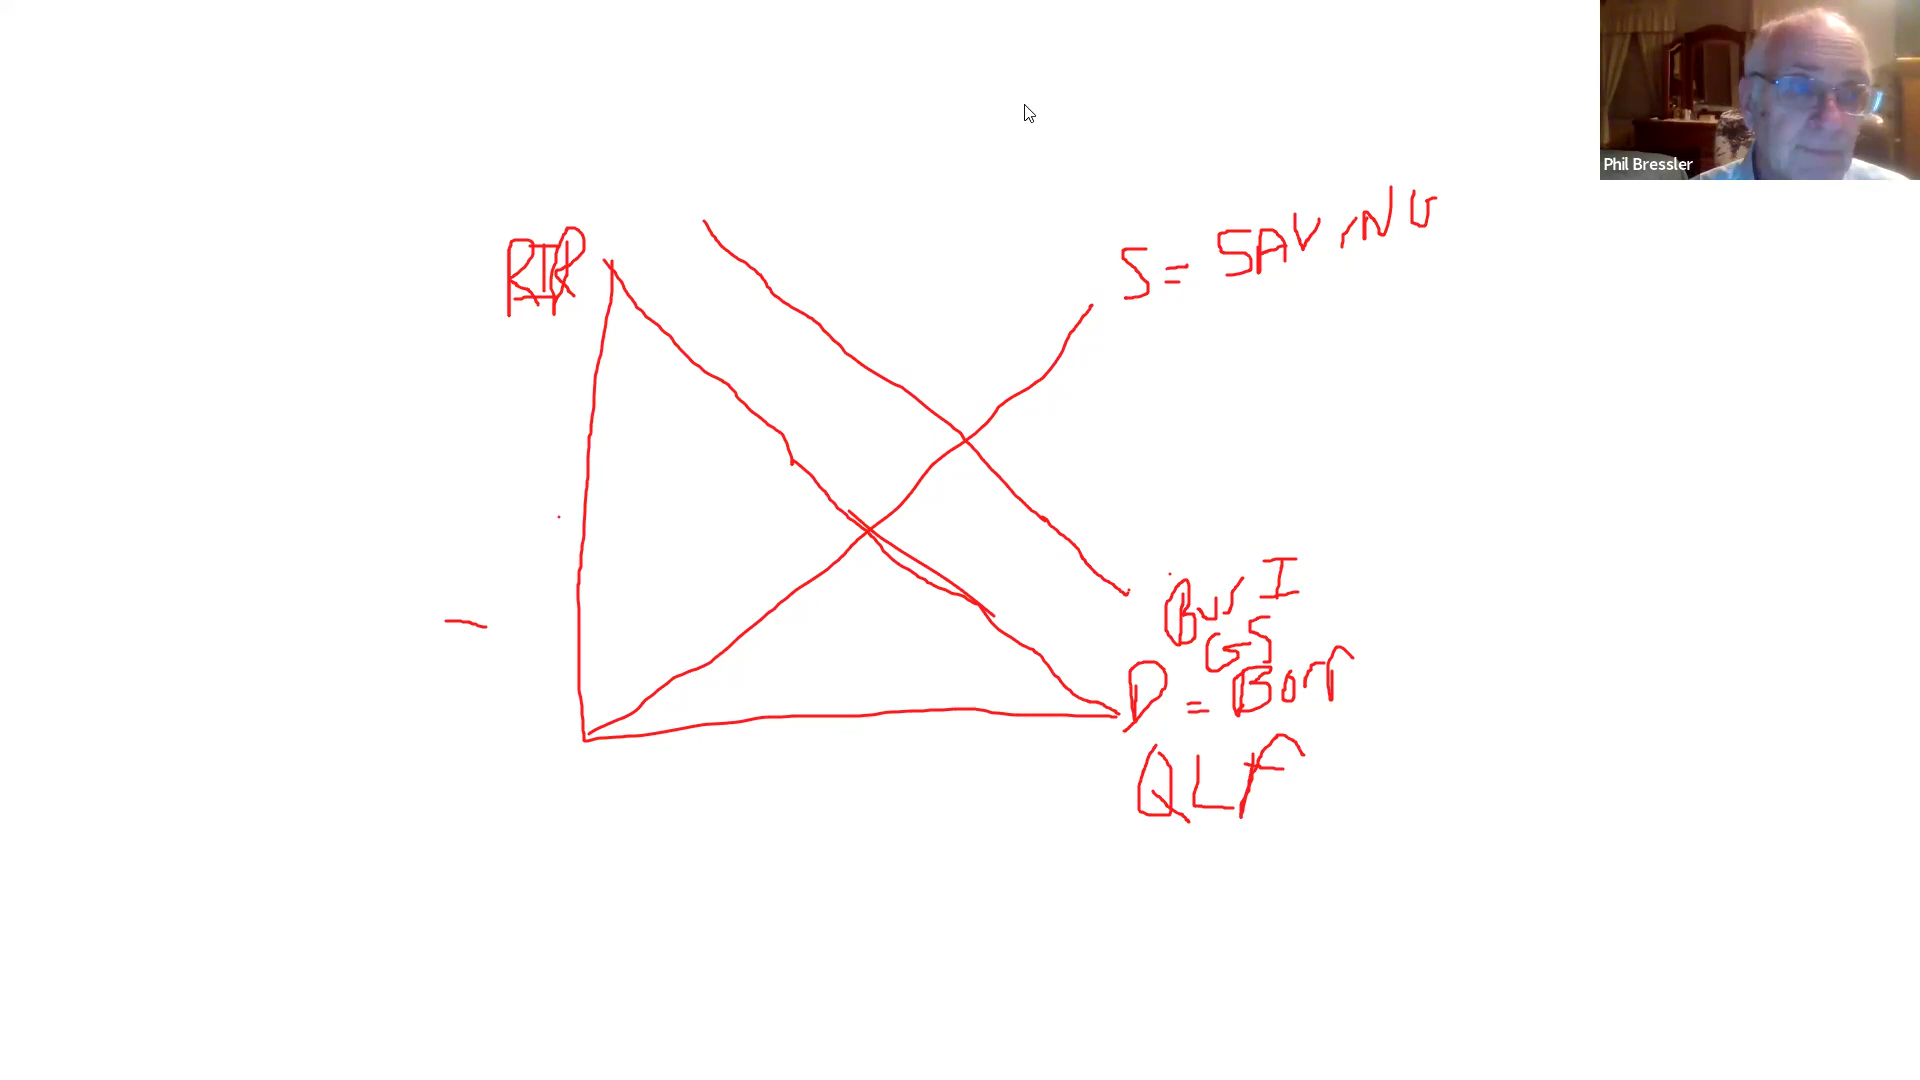 Phil Bressler
RIR
S = SAVING
Bus I
GS
D = Borr
QLF